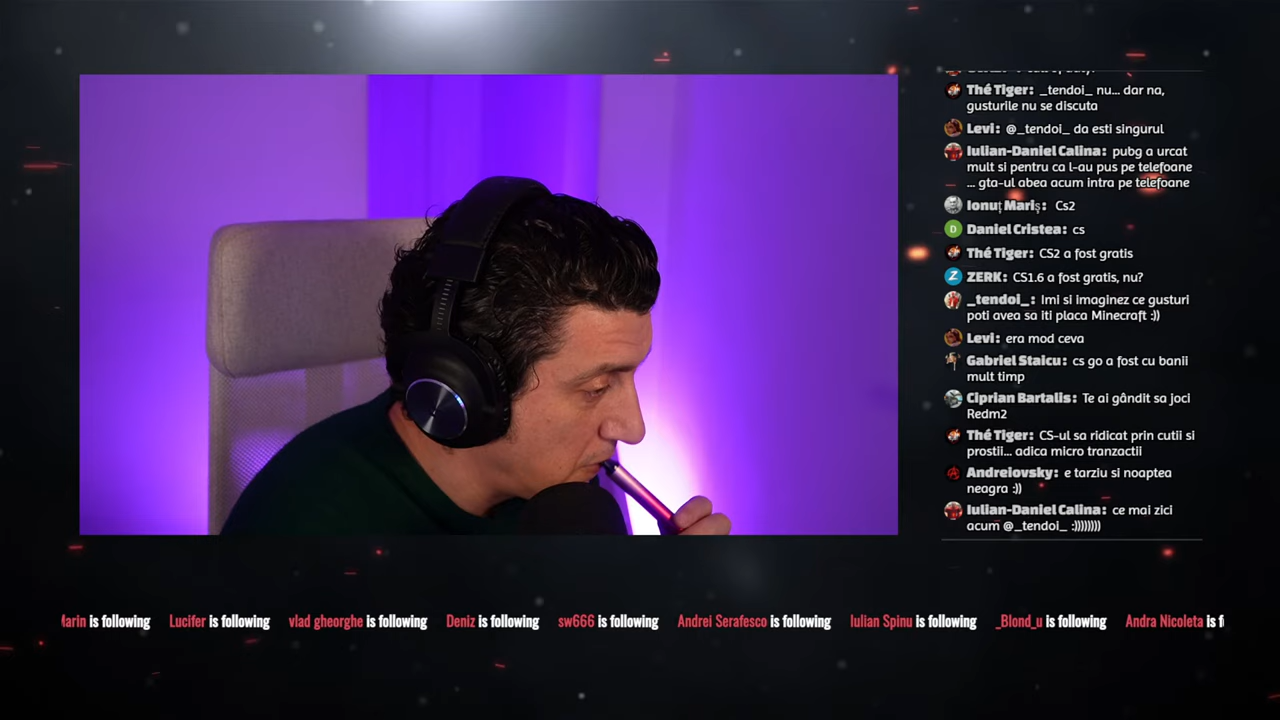 Thé Tiger: _tendoi_ nu... dar na,
gusturile nu se discuta
Levi: @_tendoi_ da esti singurul
Iulian-Daniel Calina: pubg a urcat
mult si pentru ca l-au pus pe telefoane
... gta-ul abea acum intra pe telefoane
Ionuț Mariș: Cs2
D Daniel Cristea: cs
Thé Tiger: CS2 a fost gratis
Z ZERK: CS1.6 a fost gratis, nu?
_tendoi_: Imi si imaginez ce gusturi
poti avea sa iti placa Minecraft :))
Levi: era mod ceva
Gabriel Staicu: cs go a fost cu banii
mult timp
Ciprian Bartalis: Te ai gândit sa joci
Redm2
Thé Tiger: CS-ul sa ridicat prin cutii si
prostii... adica micro tranzactii
Andreiovsky: e tarziu si noaptea
neagra :))
Iulian-Daniel Calina: ce mai zici
acum @_tendoi_ :))))))))
is following Lucifer is following vlad gheorghe is following Deniz is following sw666 is following Andrei Serafesco is following Iulian Spinu is following _Blond_u is following Andra Nicoleta is